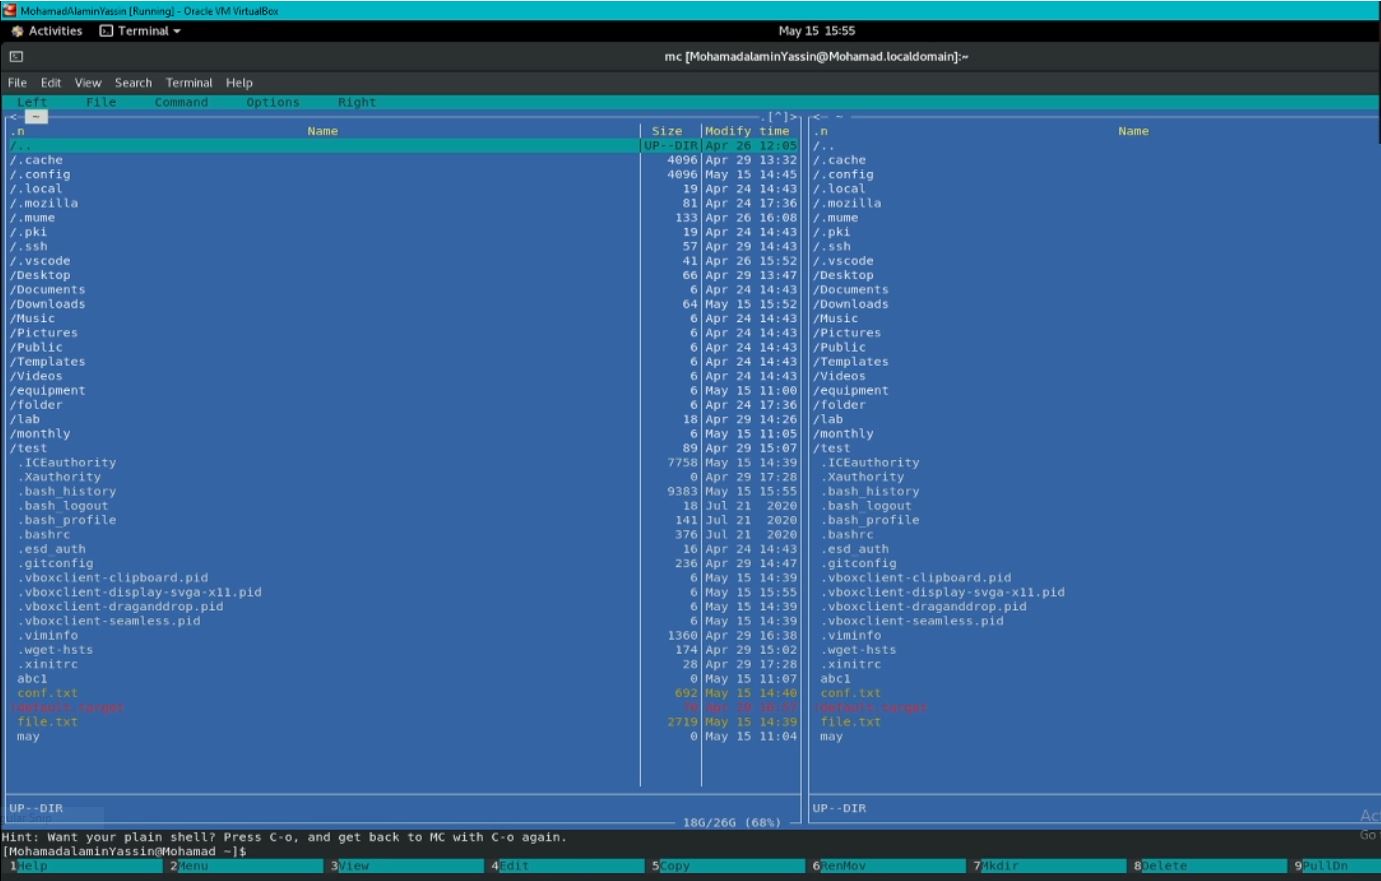 MohamadAlaminYassin [Running] - Oracle VM VirtualBox
Activities Terminal May 15 15:55
mc [MohamadalaminYassin@Mohamad.localdomain]:~
File Edit View Search Terminal Help
Left File Command Options Right
<- ~ .[^]> <- ~
.n Name Size Modify time .n Name
/.. UP--DIR Apr 26 12:05 /..
/.cache 4096 Apr 29 13:32 /.cache
/.config 4096 May 15 14:45 /.config
/.local 19 Apr 24 14:43 /.local
/.mozilla 81 Apr 24 17:36 /.mozilla
/.mume 133 Apr 26 16:08 /.mume
/.pki 19 Apr 24 14:43 /.pki
/.ssh 57 Apr 29 14:43 /.ssh
/.vscode 41 Apr 26 15:52 /.vscode
/Desktop 66 Apr 29 13:47 /Desktop
/Documents 6 Apr 24 14:43 /Documents
/Downloads 64 May 15 15:52 /Downloads
/Music 6 Apr 24 14:43 /Music
/Pictures 6 Apr 24 14:43 /Pictures
/Public 6 Apr 24 14:43 /Public
/Templates 6 Apr 24 14:43 /Templates
/Videos 6 Apr 24 14:43 /Videos
/equipment 6 May 15 11:00 /equipment
/folder 6 Apr 24 17:36 /folder
/lab 18 Apr 29 14:26 /lab
/monthly 6 May 15 11:05 /monthly
/test 89 Apr 29 15:07 /test
.ICEauthority 7758 May 15 14:39 .ICEauthority
.Xauthority 0 Apr 29 17:28 .Xauthority
.bash_history 9383 May 15 15:55 .bash_history
.bash_logout 18 Jul 21 2020 .bash_logout
.bash_profile 141 Jul 21 2020 .bash_profile
.bashrc 376 Jul 21 2020 .bashrc
.esd_auth 16 Apr 24 14:43 .esd_auth
.gitconfig 236 Apr 29 14:47 .gitconfig
.vboxclient-clipboard.pid 6 May 15 14:39 .vboxclient-clipboard.pid
.vboxclient-display-svga-x11.pid 6 May 15 15:55 .vboxclient-display-svga-x11.pid
.vboxclient-draganddrop.pid 6 May 15 14:39 .vboxclient-draganddrop.pid
.vboxclient-seamless.pid 6 May 15 14:39 .vboxclient-seamless.pid
.viminfo 1360 Apr 29 16:38 .viminfo
.wget-hsts 174 Apr 29 15:02 .wget-hsts
.xinitrc 28 Apr 29 17:28 .xinitrc
abc1 0 May 15 11:07 abc1
conf.txt 692 May 15 14:40 conf.txt
!default.target Apr !default.target
file.txt 2719 May 15 14:39 file.txt
may 0 May 15 11:04 may
UP--DIR UP--DIR
18G/26G (68%)
Hint: Want your plain shell? Press C-o, and get back to MC with C-o again.
[MohamadalaminYassin@Mohamad ~]$
1Help 2Menu 3View 4Edit 5Copy 6RenMov 7Mkdir 8Delete 9PullDn